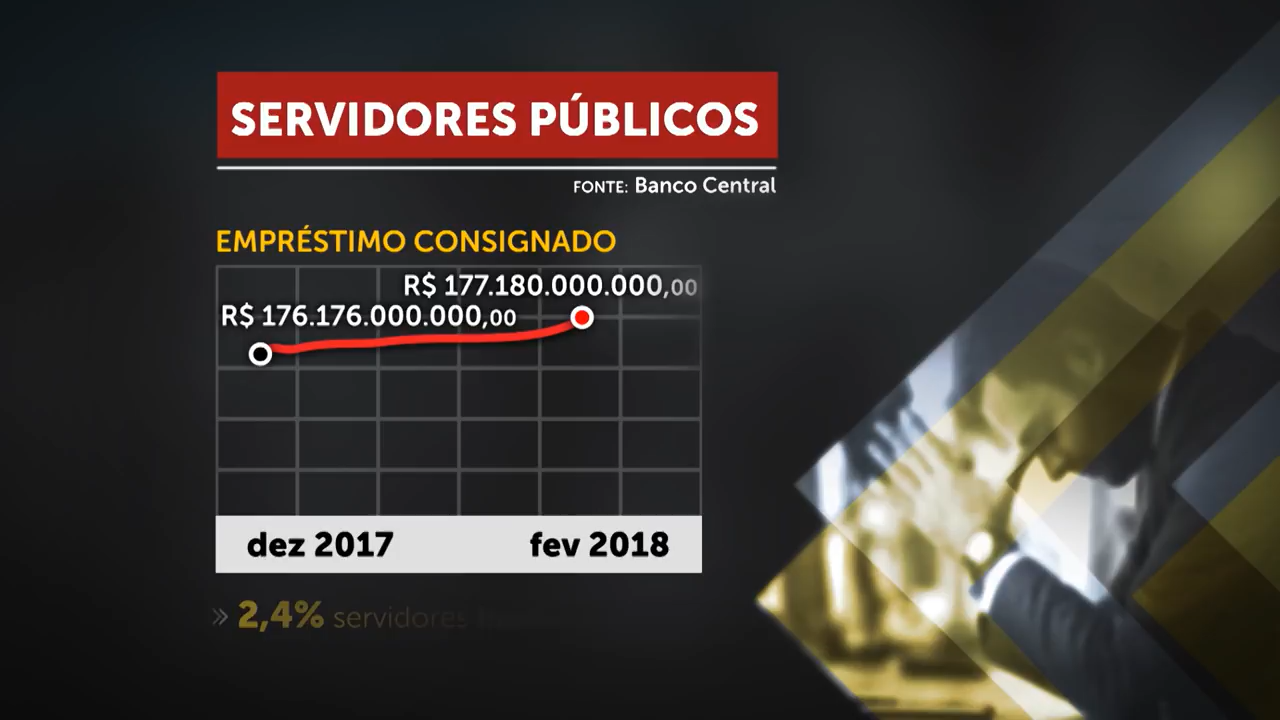 SERVIDORES PÚBLICOS
FONTE: Banco Central
EMPRÉSTIMO CONSIGNADO
R$ 177.180.000.000,00
R$ 176.176.000.000,00
dez 2017 fev 2018
» 2,4% servidores